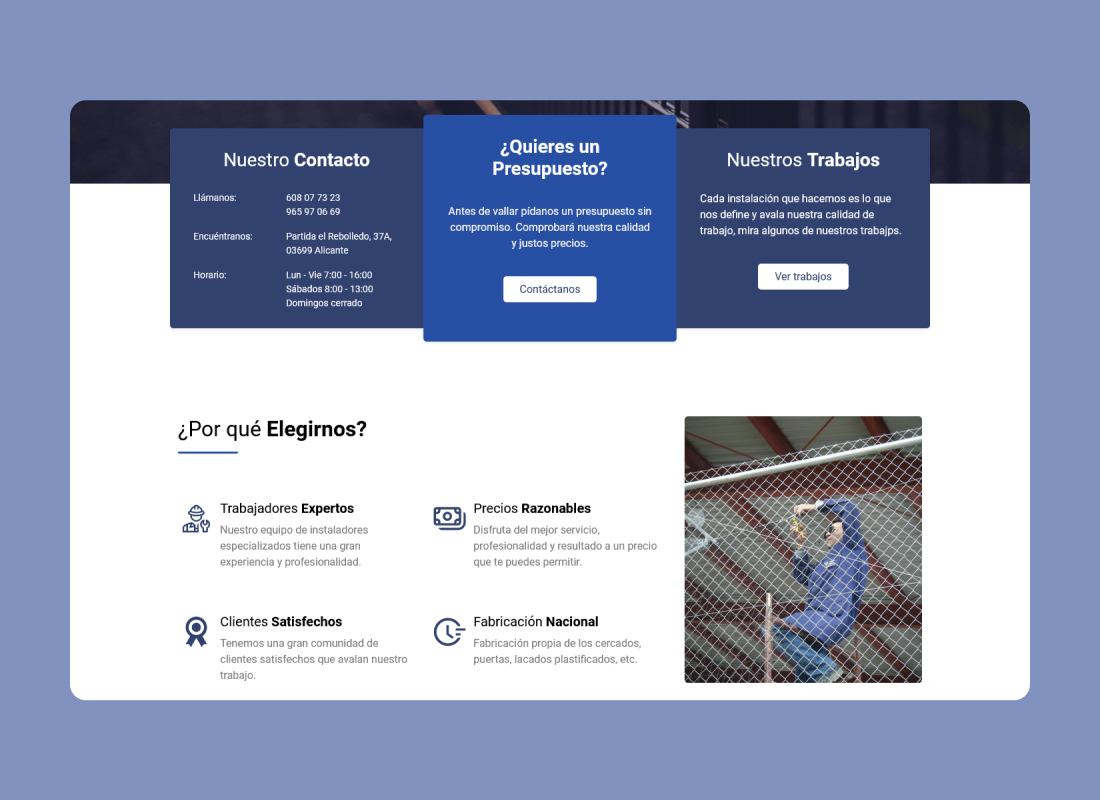 Nuestro Contacto
Llámanos:
608 07 73 23
965 97 06 69
Encuéntranos:
Partida el Rebolledo, 37A,
03699 Alicante
Horario:
Lun - Vie 7:00 - 16:00
Sábados 8:00 - 13:00
Domingos cerrado
¿Quieres un
Presupuesto?
Antes de vallar pídanos un presupuesto sin
compromiso. Comprobará nuestra calidad
y justos precios.
Contáctanos
Nuestros Trabajos
Cada instalación que hacemos es lo que
nos define y avala nuestra calidad de
trabajo, mira algunos de nuestros trabajps.
Ver trabajos
¿Por qué Elegirnos?
Trabajadores Expertos
Nuestro equipo de instaladores
especializados tiene una gran
experiencia y profesionalidad.
Precios Razonables
Disfruta del mejor servicio,
profesionalidad y resultado a un precio
que te puedes permitir.
Clientes Satisfechos
Tenemos una gran comunidad de
clientes satisfechos que avalan nuestro
trabajo.
Fabricación Nacional
Fabricación propia de los cercados,
puertas, lacados plastificados, etc.